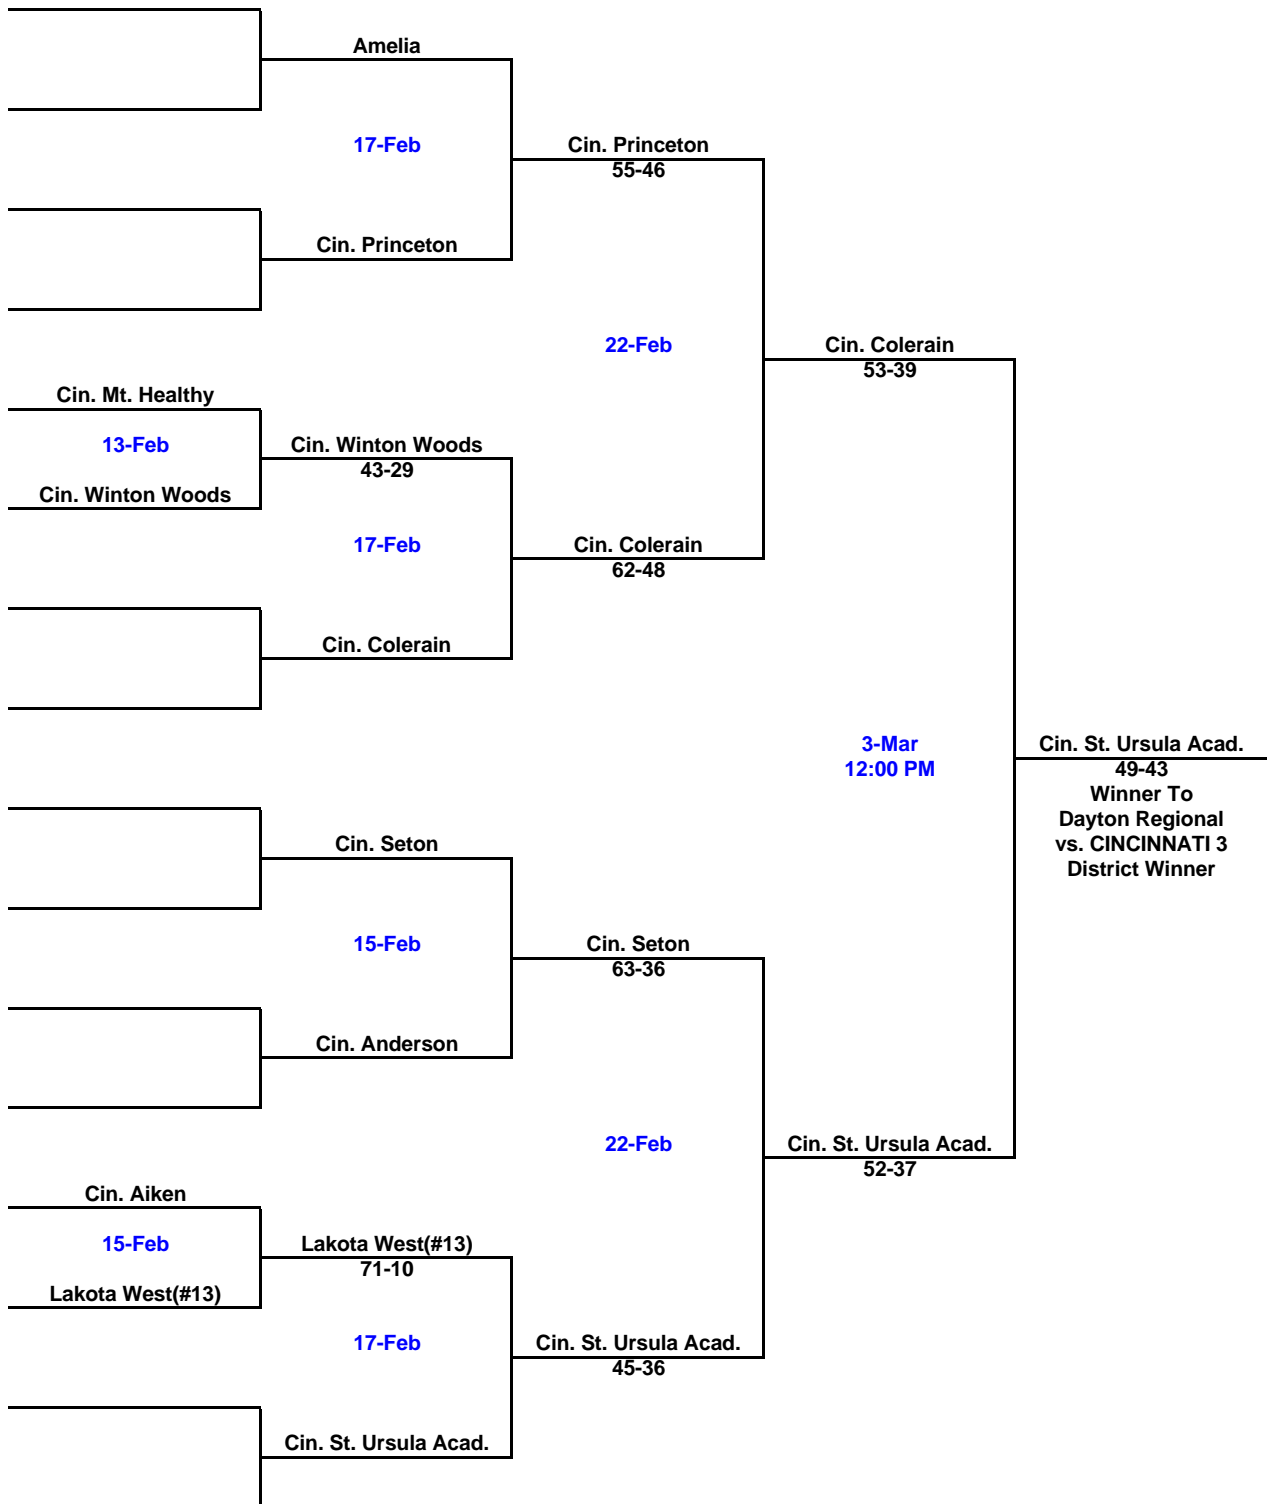 Amelia
17-Feb
Cin. Princeton
55-46
Cin. Princeton
22-Feb
Cin. Colerain
53-39
Cin. Mt. Healthy
13-Feb
Cin. Winton Woods
43-29
Cin. Winton Woods
17-Feb
Cin. Colerain
62-48
Cin. Colerain
3-Mar
12:00 PM
Cin. St. Ursula Acad.
49-43
Winner To
Dayton Regional
vs. CINCINNATI 3
District Winner
Cin. Seton
15-Feb
Cin. Seton
63-36
Cin. Anderson
22-Feb
Cin. St. Ursula Acad.
52-37
Cin. Aiken
15-Feb
Lakota West(#13)
71-10
Lakota West(#13)
17-Feb
Cin. St. Ursula Acad.
45-36
Cin. St. Ursula Acad.